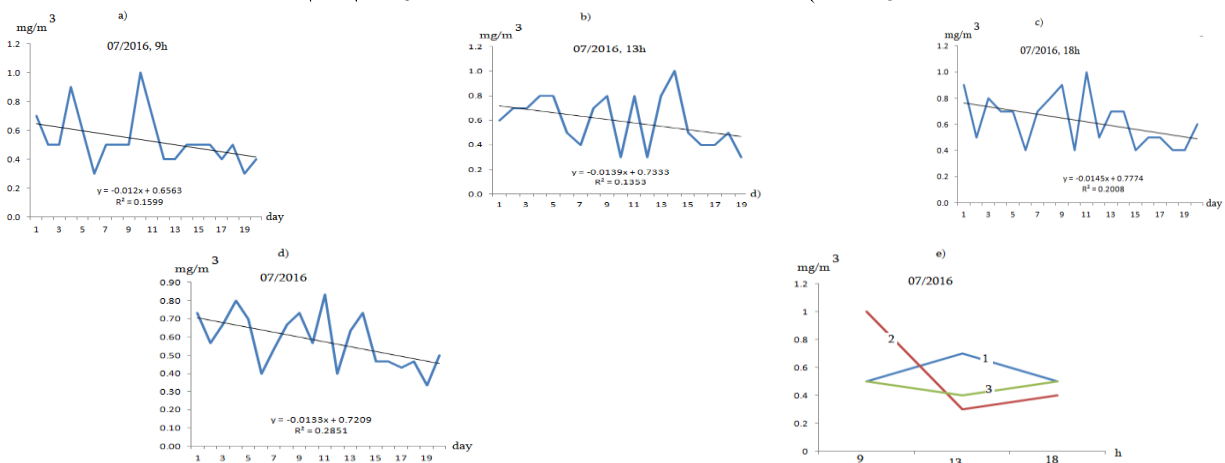 a)
mg/m 3
07/2016, 9h
1.2
1.0
0.8
0.6
0.4
0.2
0.0
y = -0.012x + 0.6563
R² = 0.1599
1 3 5 7 9 11 13 15 17 19
day
b)
mg/m 3
07/2016, 13h
1.2
1.0
0.8
0.6
0.4
0.2
0.0
y = -0.0139x + 0.7333
R² = 0.1353
d)
1 3 5 7 9 11 13 15 17 19
c)
mg/m 3
07/2016, 18h
1.2
1.0
0.8
0.6
0.4
0.2
0.0
y = -0.0145x + 0.7774
R² = 0.2008
1 3 5 7 9 11 13 15 17 19
day
d)
mg/m 3
07/2016
0.90
0.80
0.70
0.60
0.50
0.40
0.30
0.20
0.10
0.00
y = -0.0133x + 0.7209
R² = 0.2851
1 3 5 7 9 11 13 15 17 19
day
e)
mg/m 3
07/2016
1.2
1
0.8
0.6
0.4
0.2
0
2
1
3
9 13 18
h